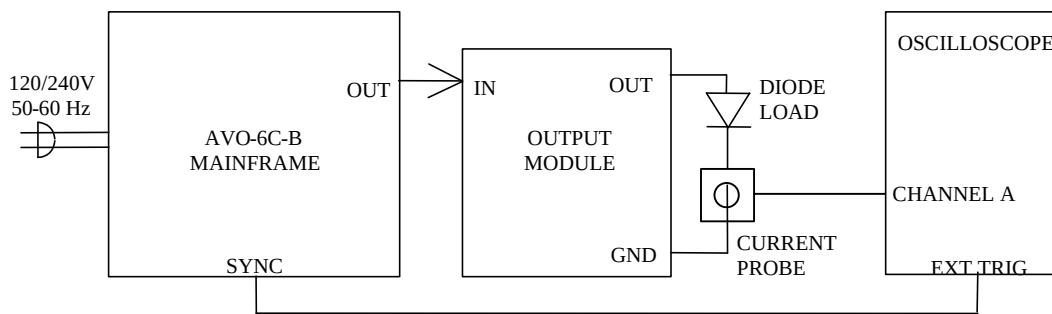 120/240V
50-60 Hz
AVO-6C-B
MAINFRAME
OUT
SYNC
IN
OUTPUT
MODULE
OUT
GND
DIODE
LOAD
CURRENT
PROBE
OSCILLOSCOPE
CHANNEL A
EXT TRIG